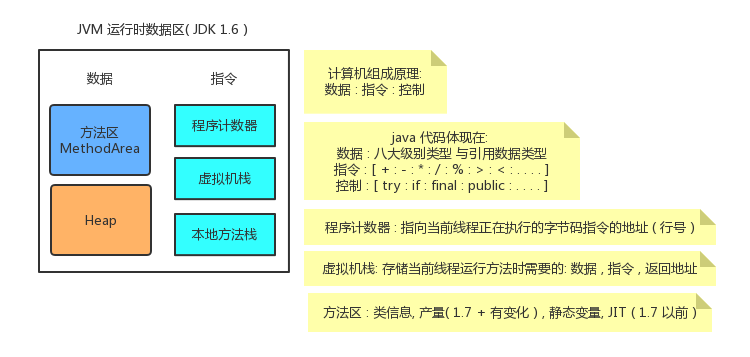 JVM 运行时数据区( JDK 1.6 )
数据
指令
方法区
MethodArea
Heap
程序计数器
虚拟机栈
本地方法栈
计算机组成原理:
数据 : 指令 : 控制
java 代码体现在:
数据 : 八大级别类型 与引用数据类型
指令 : [ + : - : * : / : % : > : < : . . . . ]
控制 : [ try : if : final : public : . . . . ]
程序计数器 : 指向当前线程正在执行的字节码指令的地址 ( 行号 )
虚拟机栈: 存储当前线程运行方法时需要的: 数据 , 指令 , 返回地址
方法区 : 类信息, 产量( 1.7 + 有变化 ) , 静态变量, JIT ( 1.7 以前 )